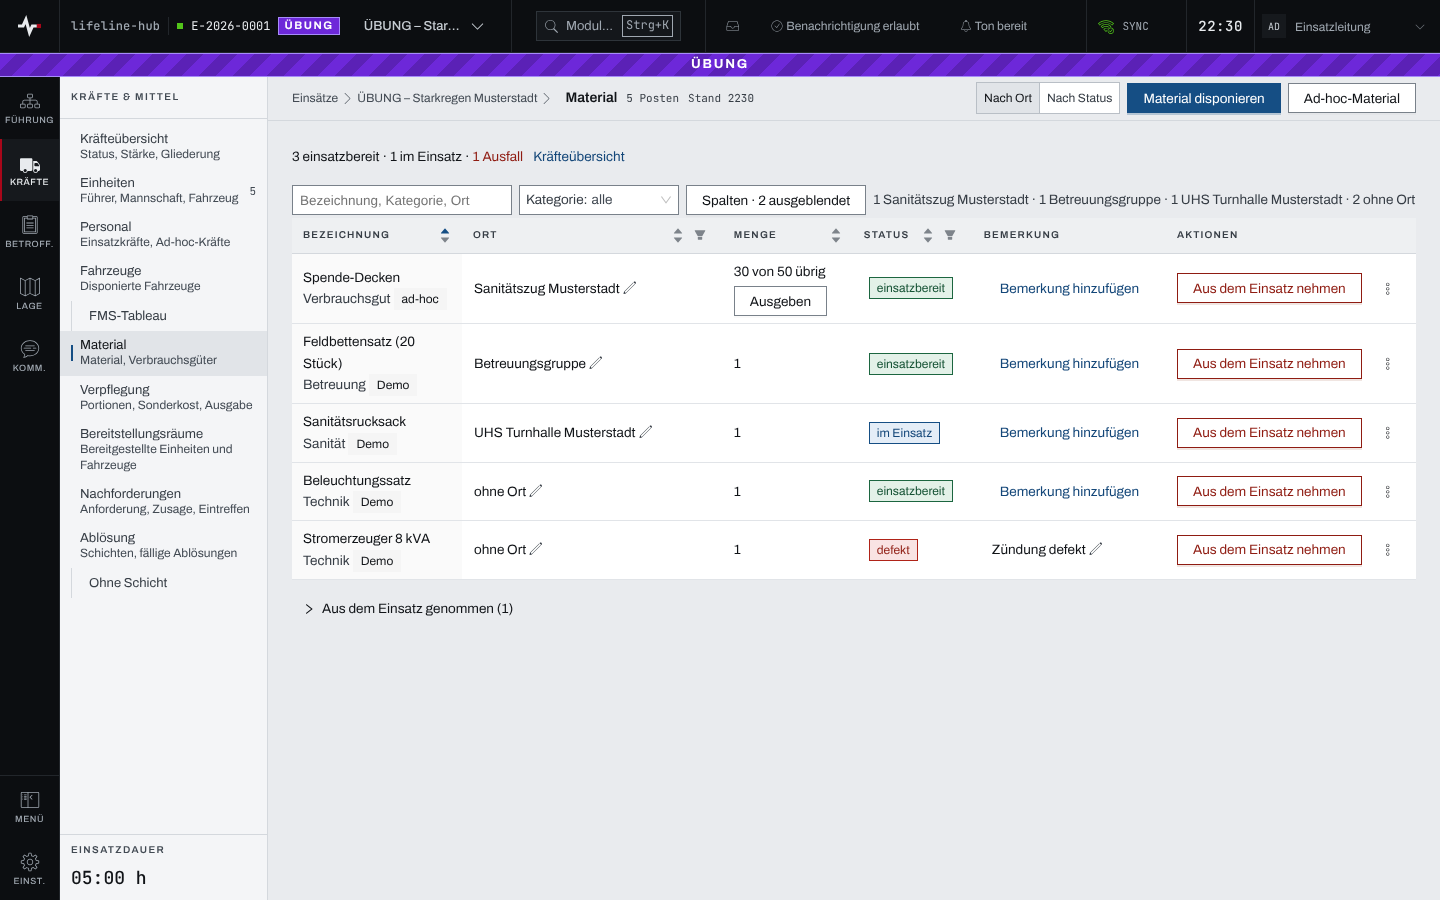 lifeline-hub
E-2026-0001
ÜBUNG
ÜBUNG – Star...
Modul...
Strg+K
Benachrichtigung erlaubt
Ton bereit
SYNC
22:30
AD
Einsatzleitung
ÜBUNG
FÜHRUNG
KRÄFTE
BETROFF.
LAGE
KOMM.
MENÜ
EINST.
KRÄFTE & MITTEL
Kräfteübersicht
Status, Stärke, Gliederung
Einheiten
Führer, Mannschaft, Fahrzeug
5
Personal
Einsatzkräfte, Ad-hoc-Kräfte
Fahrzeuge
Disponierte Fahrzeuge
FMS-Tableau
Material
Material, Verbrauchsgüter
Verpflegung
Portionen, Sonderkost, Ausgabe
Bereitstellungsräume
Bereitgestellte Einheiten und
Fahrzeuge
Nachforderungen
Anforderung, Zusage, Eintreffen
Ablösung
Schichten, fällige Ablösungen
Ohne Schicht
EINSATZDAUER
05:00 h
Einsätze
ÜBUNG – Starkregen Musterstadt
Material
5 Posten
Stand 2230
Nach Ort
Nach Status
Material disponieren
Ad-hoc-Material
3 einsatzbereit · 1 im Einsatz · 1 Ausfall
Kräfteübersicht
Bezeichnung, Kategorie, Ort
Kategorie: alle
Spalten · 2 ausgeblendet
1 Sanitätszug Musterstadt · 1 Betreuungsgruppe · 1 UHS Turnhalle Musterstadt · 2 ohne Ort
BEZEICHNUNG
ORT
MENGE
STATUS
BEMERKUNG
AKTIONEN
Spende-Decken
Verbrauchsgut
ad-hoc
Sanitätszug Musterstadt
30 von 50 übrig
Ausgeben
einsatzbereit
Bemerkung hinzufügen
Aus dem Einsatz nehmen
Feldbettensatz (20
Stück)
Betreuung
Demo
Betreuungsgruppe
1
einsatzbereit
Bemerkung hinzufügen
Aus dem Einsatz nehmen
Sanitätsrucksack
Sanität
Demo
UHS Turnhalle Musterstadt
1
im Einsatz
Bemerkung hinzufügen
Aus dem Einsatz nehmen
Beleuchtungssatz
Technik
Demo
ohne Ort
1
einsatzbereit
Bemerkung hinzufügen
Aus dem Einsatz nehmen
Stromerzeuger 8 kVA
Technik
Demo
ohne Ort
1
defekt
Zündung defekt
Aus dem Einsatz nehmen
Aus dem Einsatz genommen (1)